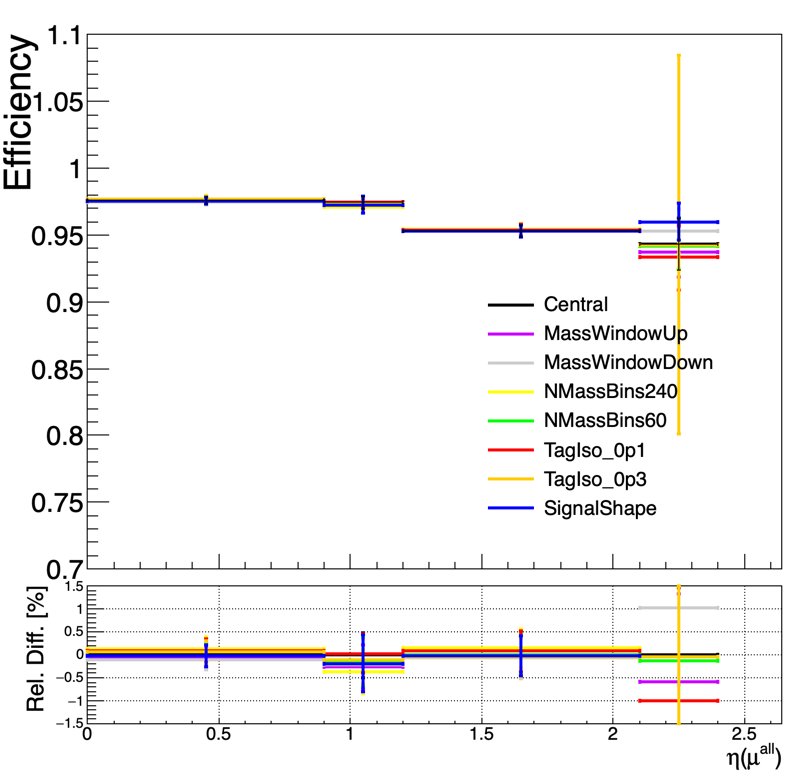 Efficiency
1.1
1.05
1
0.95
0.9
0.85
0.8
0.75
0.7
Central
MassWindowUp
MassWindowDown
NMassBins240
NMassBins60
TagIso_0p1
TagIso_0p3
SignalShape
Rel. Diff. [%]
1.5
1
0.5
0
−0.5
−1
−1.5
0 0.5 1 1.5 2 2.5
η(μ^all)